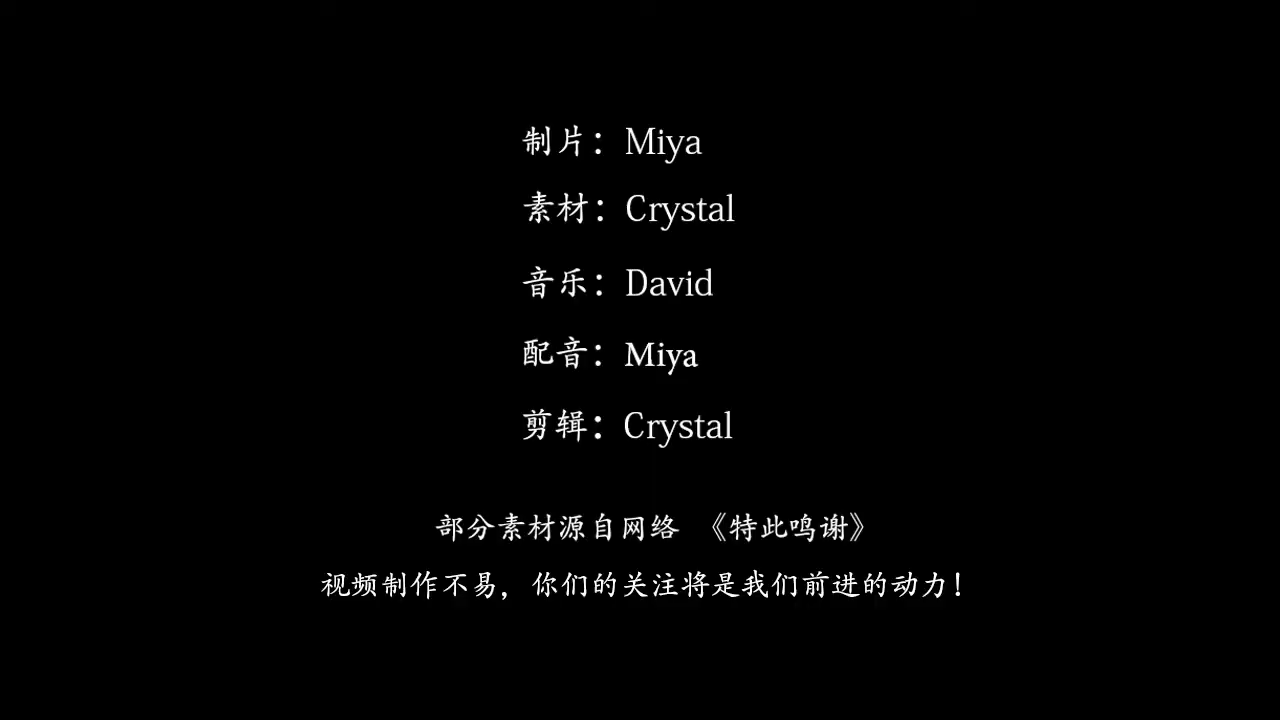 制片：Miya
素材：Crystal
音乐：David
配音：Miya
剪辑：Crystal
部分素材源自网络 《特此鸣谢》
视频制作不易，你们的关注将是我们前进的动力！